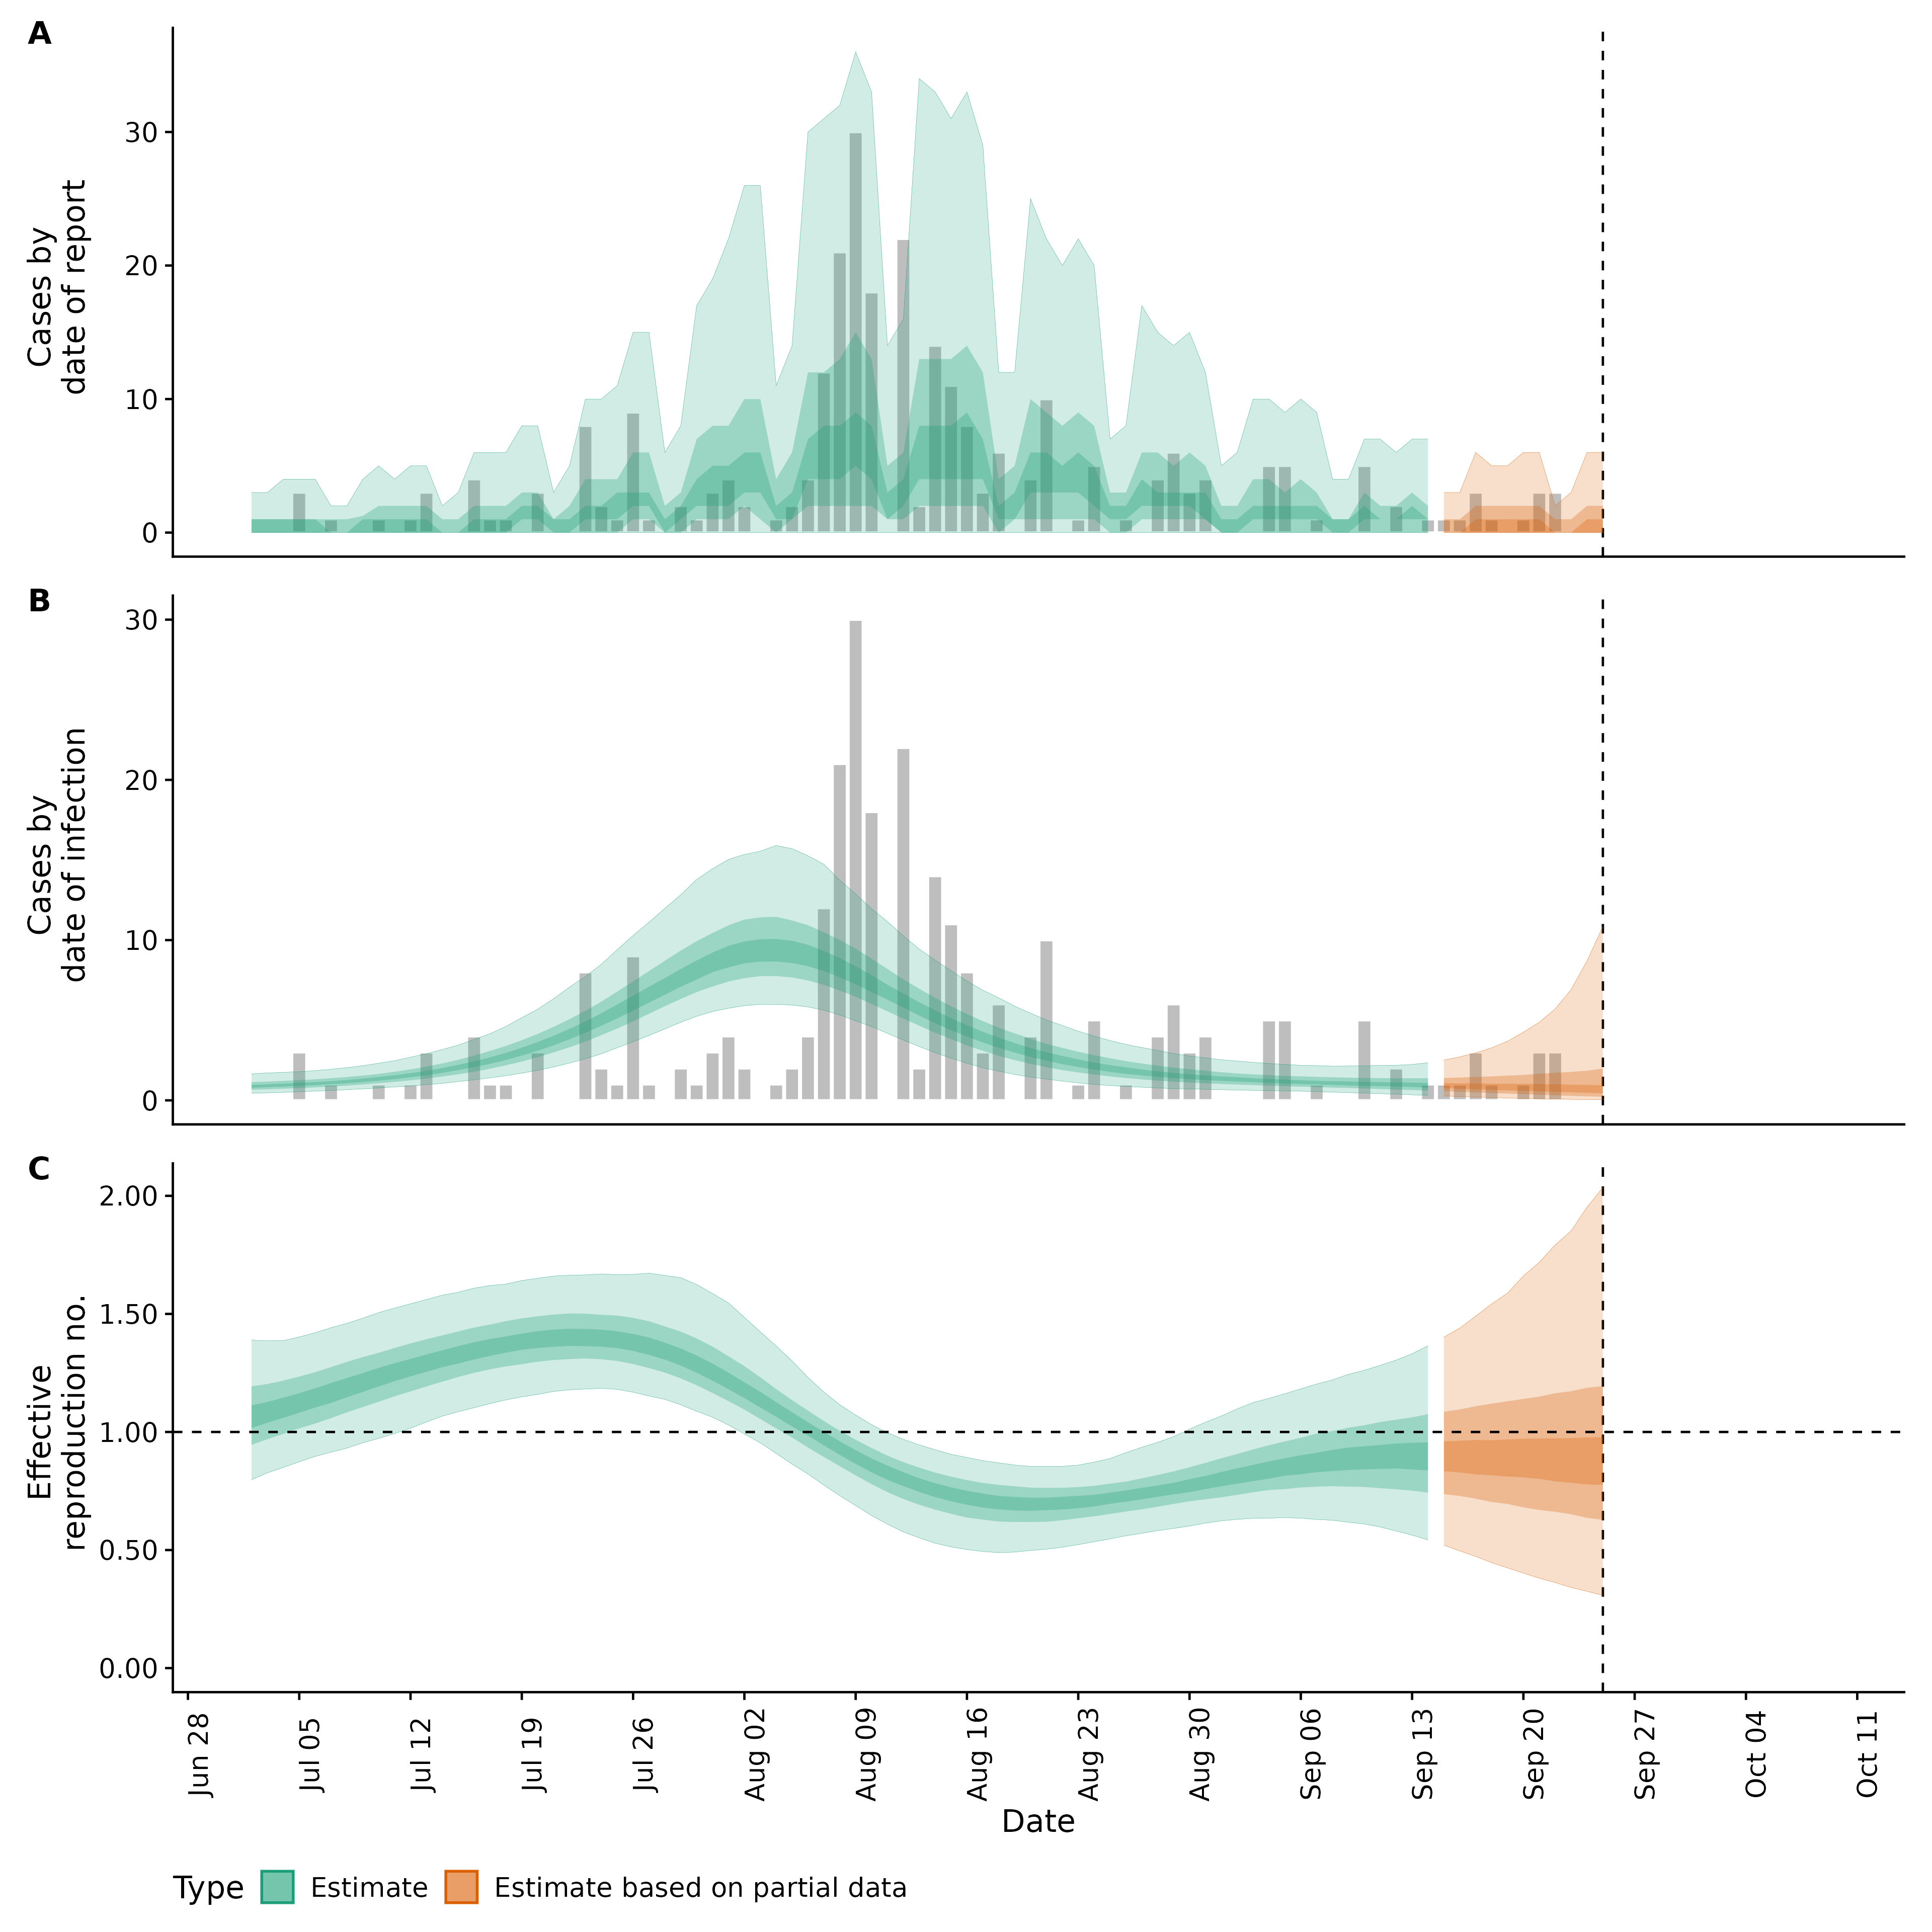 A
Cases by
date of report
30
20
10
0
B
Cases by
date of infection
30
20
10
0
C
Effective
reproduction no.
2.00
1.50
1.00
0.50
0.00
Jun 28
Jul 05
Jul 12
Jul 19
Jul 26
Aug 02
Aug 09
Aug 16
Aug 23
Aug 30
Sep 06
Sep 13
Sep 20
Sep 27
Oct 04
Oct 11
Date
Type Estimate Estimate based on partial data